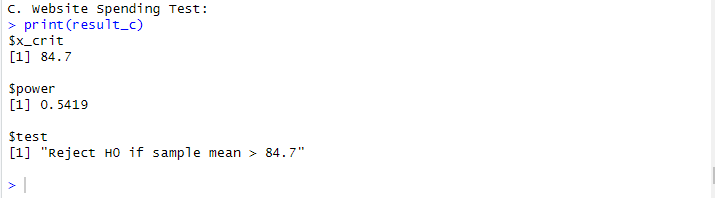 C. Website Spending Test:
> print(result_c)
$x_crit
[1] 84.7
$power
[1] 0.5419
$test
[1] "Reject H0 if sample mean > 84.7"
>